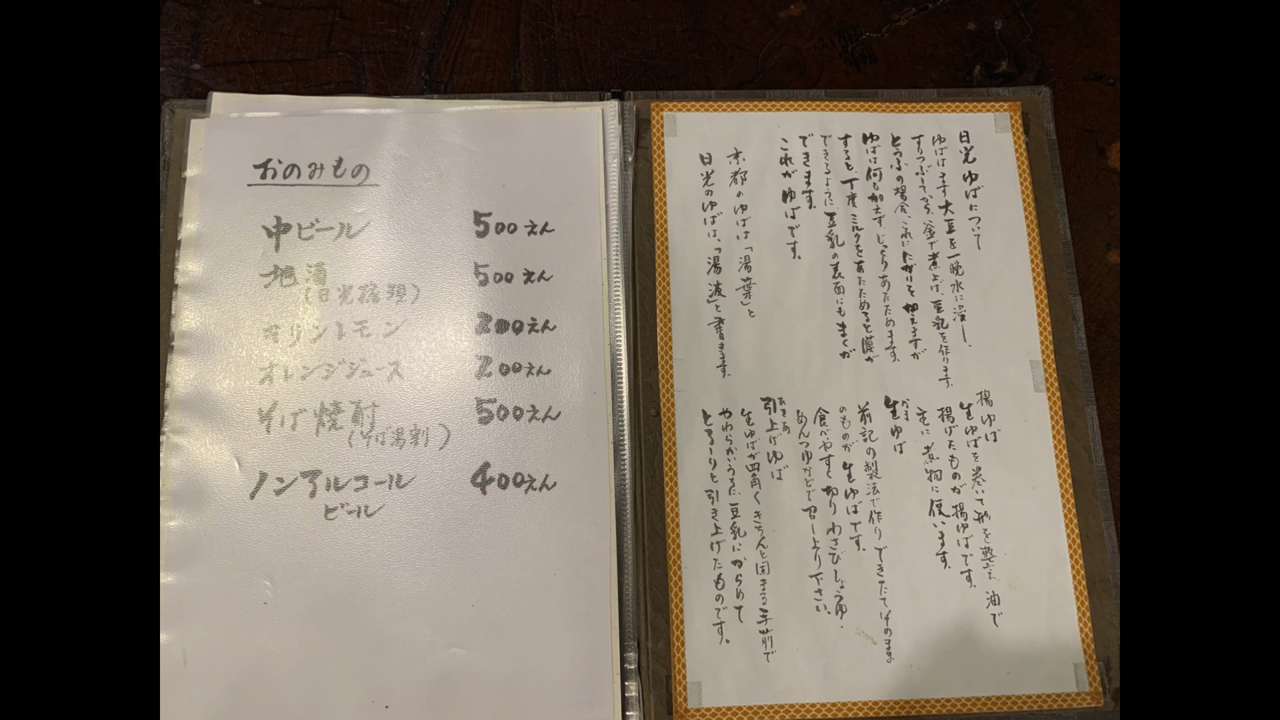 おのみもの
中ビール 500えん
地酒 500えん
(日光誉)
キリンレモン 200えん
オレンジジュース 200えん
そば焼酎 500えん
(そば湯割)
ノンアルコール 400えん
ビール
日光ゆばについて
ゆばはまず大豆を一晩水に浸し、
すりつぶしてから、釜で煮上げ、豆乳を作ります。
とうふの場合、これににがりを加えますが
ゆばは何も加えず じっくりあたためます。
すると丁度ミルクをあたためると膜が
できるように豆乳の表面にもまくが
できます。
これがゆばです。
京都のゆばは「湯葉」と
日光のゆばは、「湯波」と書きます。
揚ゆば
生ゆばを巻いて形を整え 油で
揚げたものが揚ゆばです。
主に煮物に使います。
生ゆば
前記の製法で作り できたてそのまま
のものが生ゆばです。
食べやすく切り わさびしょうゆ・
あんつゆなどで召し上り下さい。
引上げゆば
生ゆばが四角くきちんと固まる手前で
やわらかいうちに豆乳にからめて
とろーりと引き上げたものです。